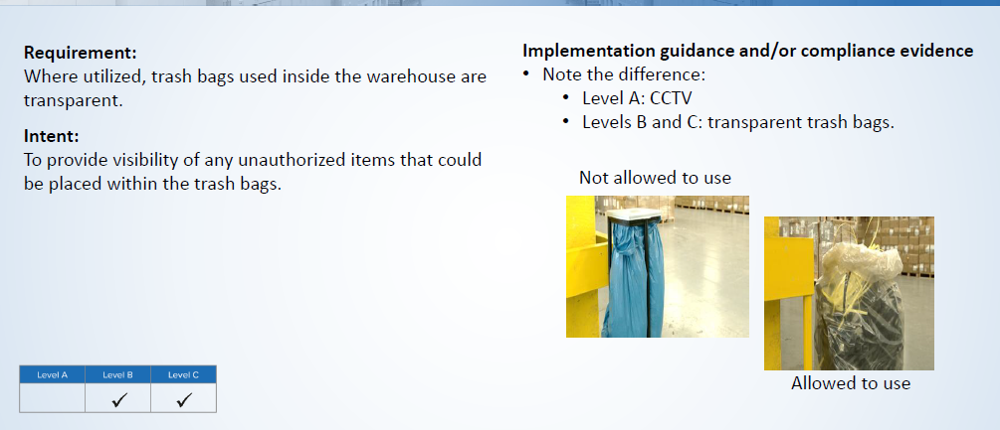 Requirement:
Where utilized, trash bags used inside the warehouse are
transparent.
Intent:
To provide visibility of any unauthorized items that could
be placed within the trash bags.
Implementation guidance and/or compliance evidence
• Note the difference:
• Level A: CCTV
• Levels B and C: transparent trash bags.
Not allowed to use
Allowed to use
Level A Level B Level C
✓ ✓